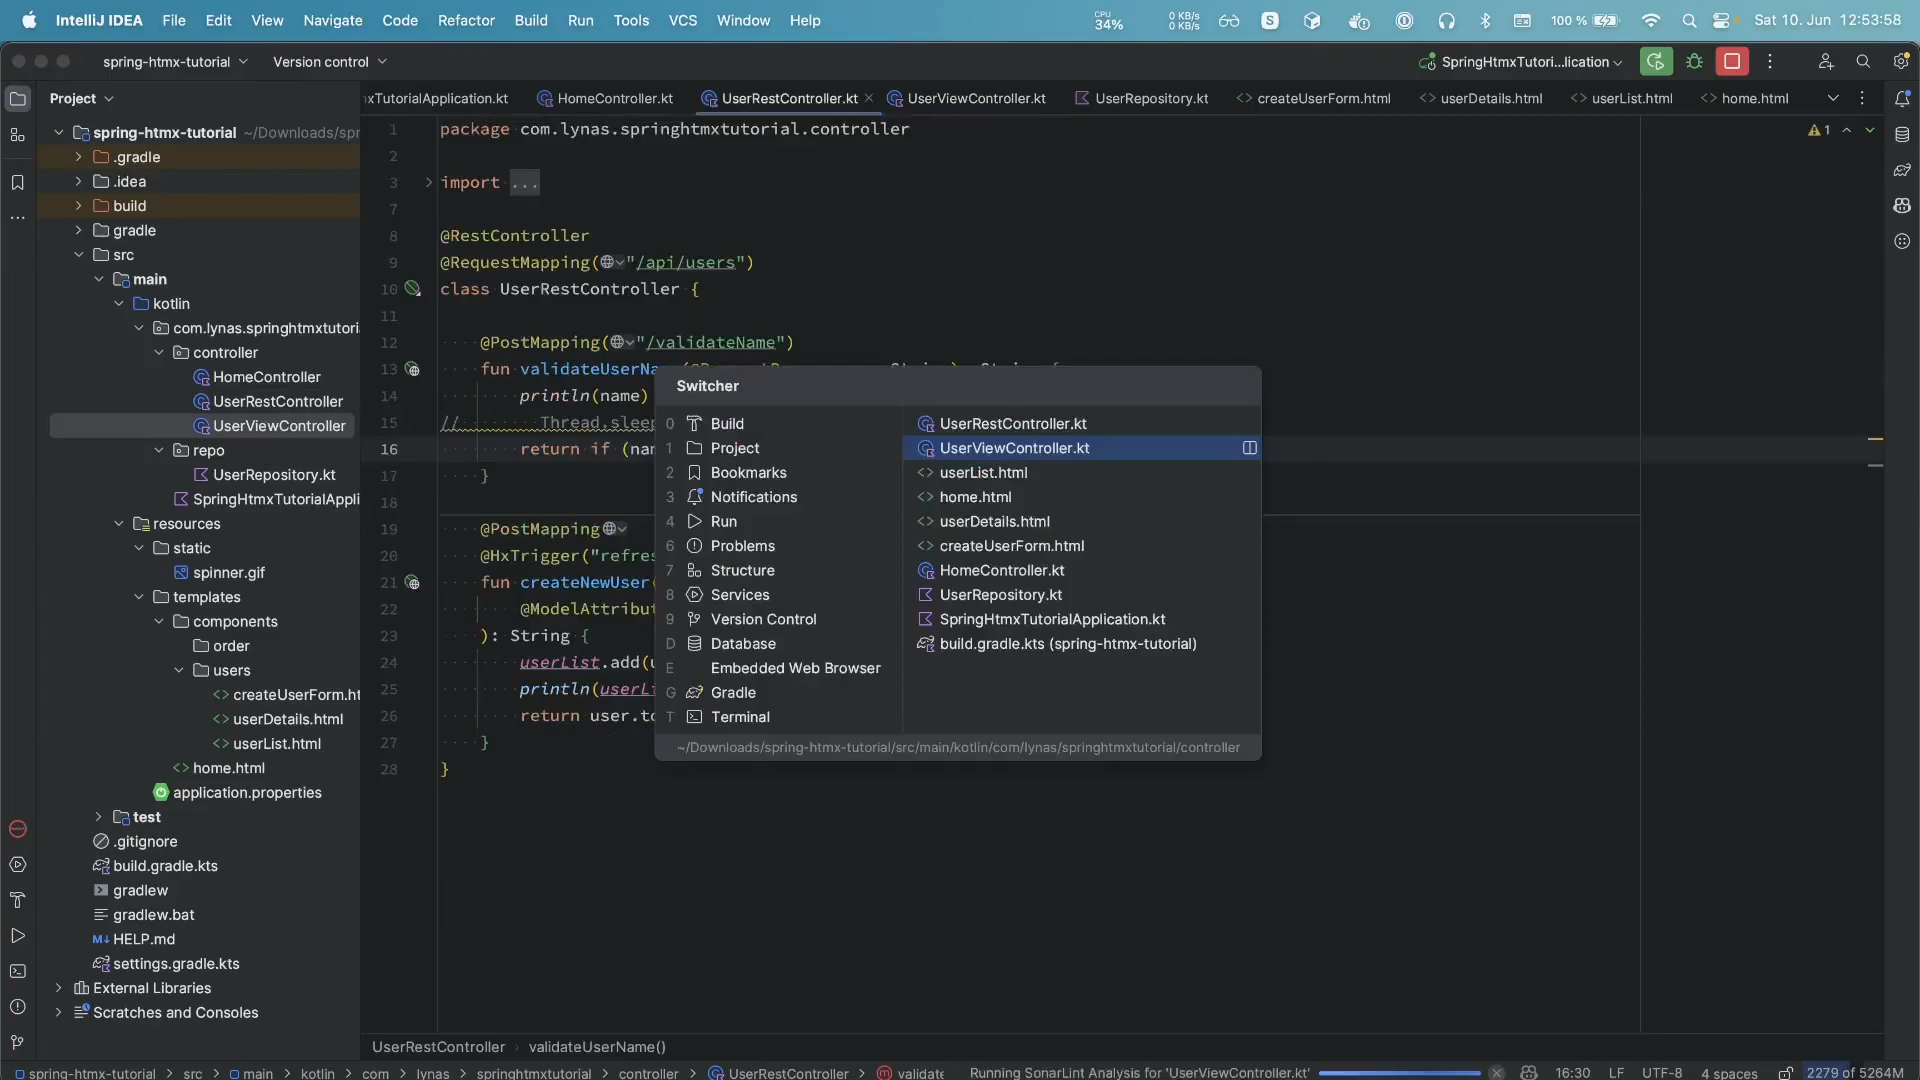 IntelliJ IDEA File Edit View Navigate Code Refactor Build Run Tools VCS Window Help
CPU 34% 0 KB/s 0 KB/s 100 % Sat 10. Jun 12:53:58
spring-htmx-tutorial Version control SpringHtmxTutori...lication
Project
xTutorialApplication.kt HomeController.kt UserRestController.kt UserViewController.kt UserRepository.kt createUserForm.html userDetails.html userList.html home.html
spring-htmx-tutorial ~/Downloads/spr
.gradle
.idea
build
gradle
src
main
kotlin
com.lynas.springhtmxtutori
controller
HomeController
UserRestController
UserViewController
repo
UserRepository.kt
SpringHtmxTutorialAppli
resources
static
spinner.gif
templates
components
order
users
createUserForm.ht
userDetails.html
userList.html
home.html
application.properties
test
.gitignore
build.gradle.kts
gradlew
gradlew.bat
M↓ HELP.md
settings.gradle.kts
External Libraries
Scratches and Consoles
1 package com.lynas.springhtmxtutorial.controller
2
3 import ...
7
8 @RestController
9 @RequestMapping("/api/users")
10 class UserRestController {
11
12 @PostMapping("/validateName")
13 fun validateUserNa
14 println(name)
15 // Thread.sleep
16 return if (nam
17 }
18
19 @PostMapping
20 @HxTrigger("refres
21 fun createNewUser(
22 @ModelAttribut
23 ): String {
24 userList.add(u
25 println(userLi
26 return user.to
27 }
28 }
1
Switcher
0 Build
1 Project
2 Bookmarks
3 Notifications
4 Run
6 Problems
7 Structure
8 Services
9 Version Control
D Database
E Embedded Web Browser
G Gradle
T Terminal
UserRestController.kt
UserViewController.kt
userList.html
home.html
userDetails.html
createUserForm.html
HomeController.kt
UserRepository.kt
SpringHtmxTutorialApplication.kt
build.gradle.kts (spring-htmx-tutorial)
~/Downloads/spring-htmx-tutorial/src/main/kotlin/com/lynas/springhtmxtutorial/controller
UserRestController › validateUserName()
spring-htmx-tutorial > src > main > kotlin > com > lynas > springhtmxtutorial > controller > UserRestController > validate Running SonarLint Analysis for 'UserViewController.kt' 16:30 LF UTF-8 4 spaces 2279 of 5264M